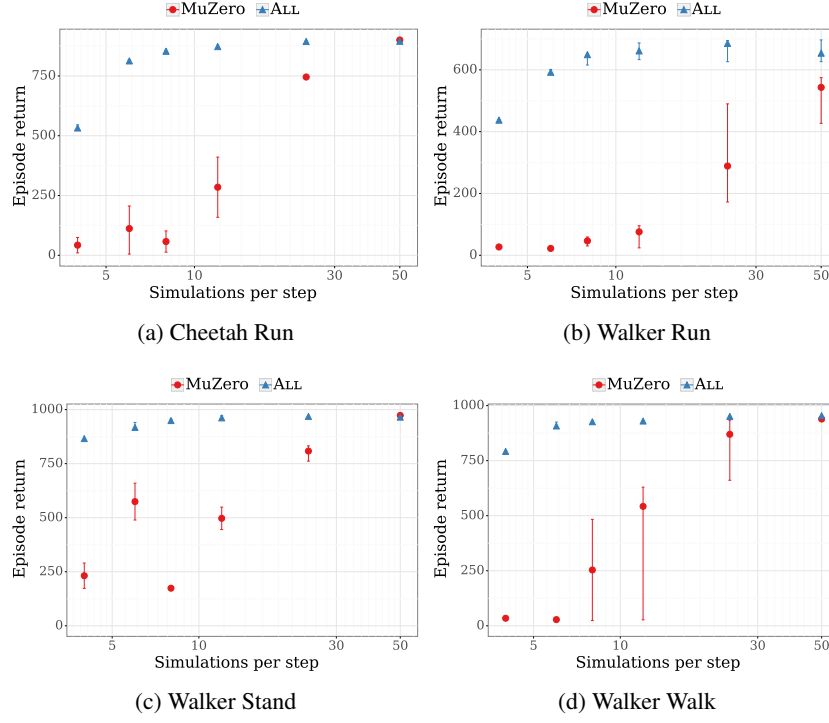 MuZero ALL
MuZero ALL
Episode return
750
500
250
0
5 10 30 50
Simulations per step
(a) Cheetah Run
Episode return
600
400
200
0
5 10 30 50
Simulations per step
(b) Walker Run
MuZero ALL
MuZero ALL
Episode return
1000
750
500
250
0
5 10 30 50
Simulations per step
(c) Walker Stand
Episode return
1000
750
500
250
0
5 10 30 50
Simulations per step
(d) Walker Walk